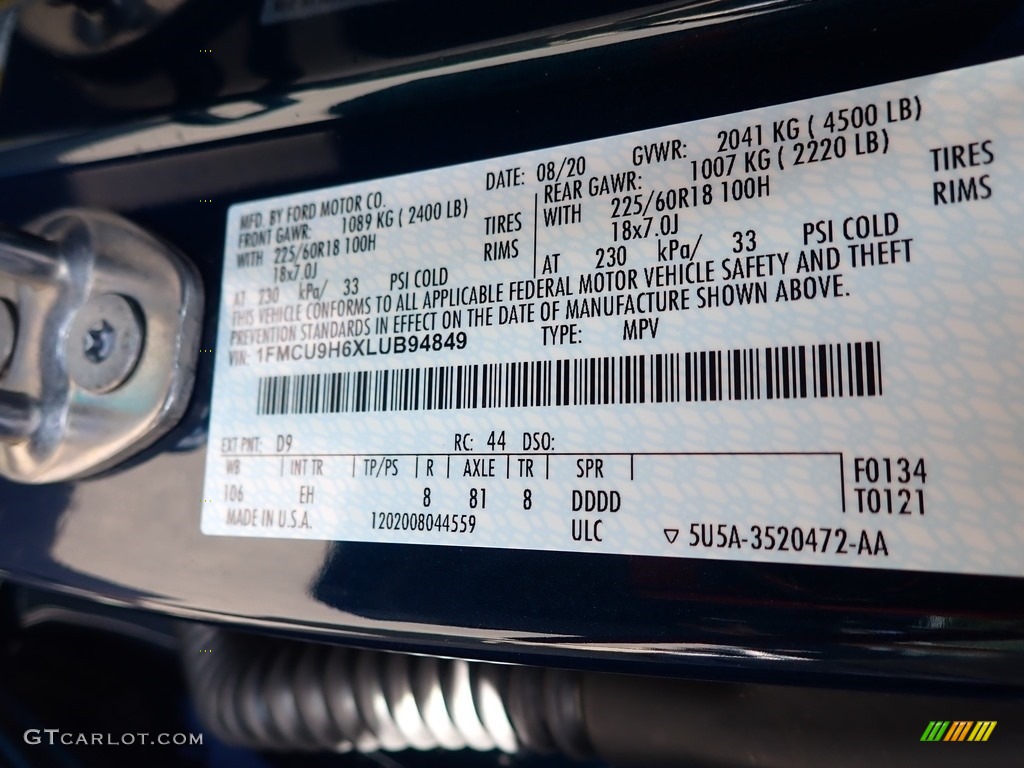 MFD. BY FORD MOTOR CO. DATE: 08/20 GVWR: 2041 KG ( 4500 LB)
FRONT GAWR: 1089 KG ( 2400 LB) REAR GAWR: 1007 KG ( 2220 LB)
WITH 225/60R18 100H TIRES WITH 225/60R18 100H TIRES
18x7.0J RIMS 18x7.0J RIMS
AT 230 kPa/ 33 PSI COLD AT 230 kPa/ 33 PSI COLD
THIS VEHICLE CONFORMS TO ALL APPLICABLE FEDERAL MOTOR VEHICLE SAFETY AND THEFT
PREVENTION STANDARDS IN EFFECT ON THE DATE OF MANUFACTURE SHOWN ABOVE.
VIN: 1FMCU9H6XLUB94849 TYPE: MPV
EXT PNT: D9 RC: 44 DSO:
WB INT TR TP/PS R AXLE TR SPR F0134
106 EH 8 81 8 DDDD T0121
MADE IN U.S.A. 1202008044559 ULC ▽ 5U5A-3520472-AA
GTCARLOT.COM